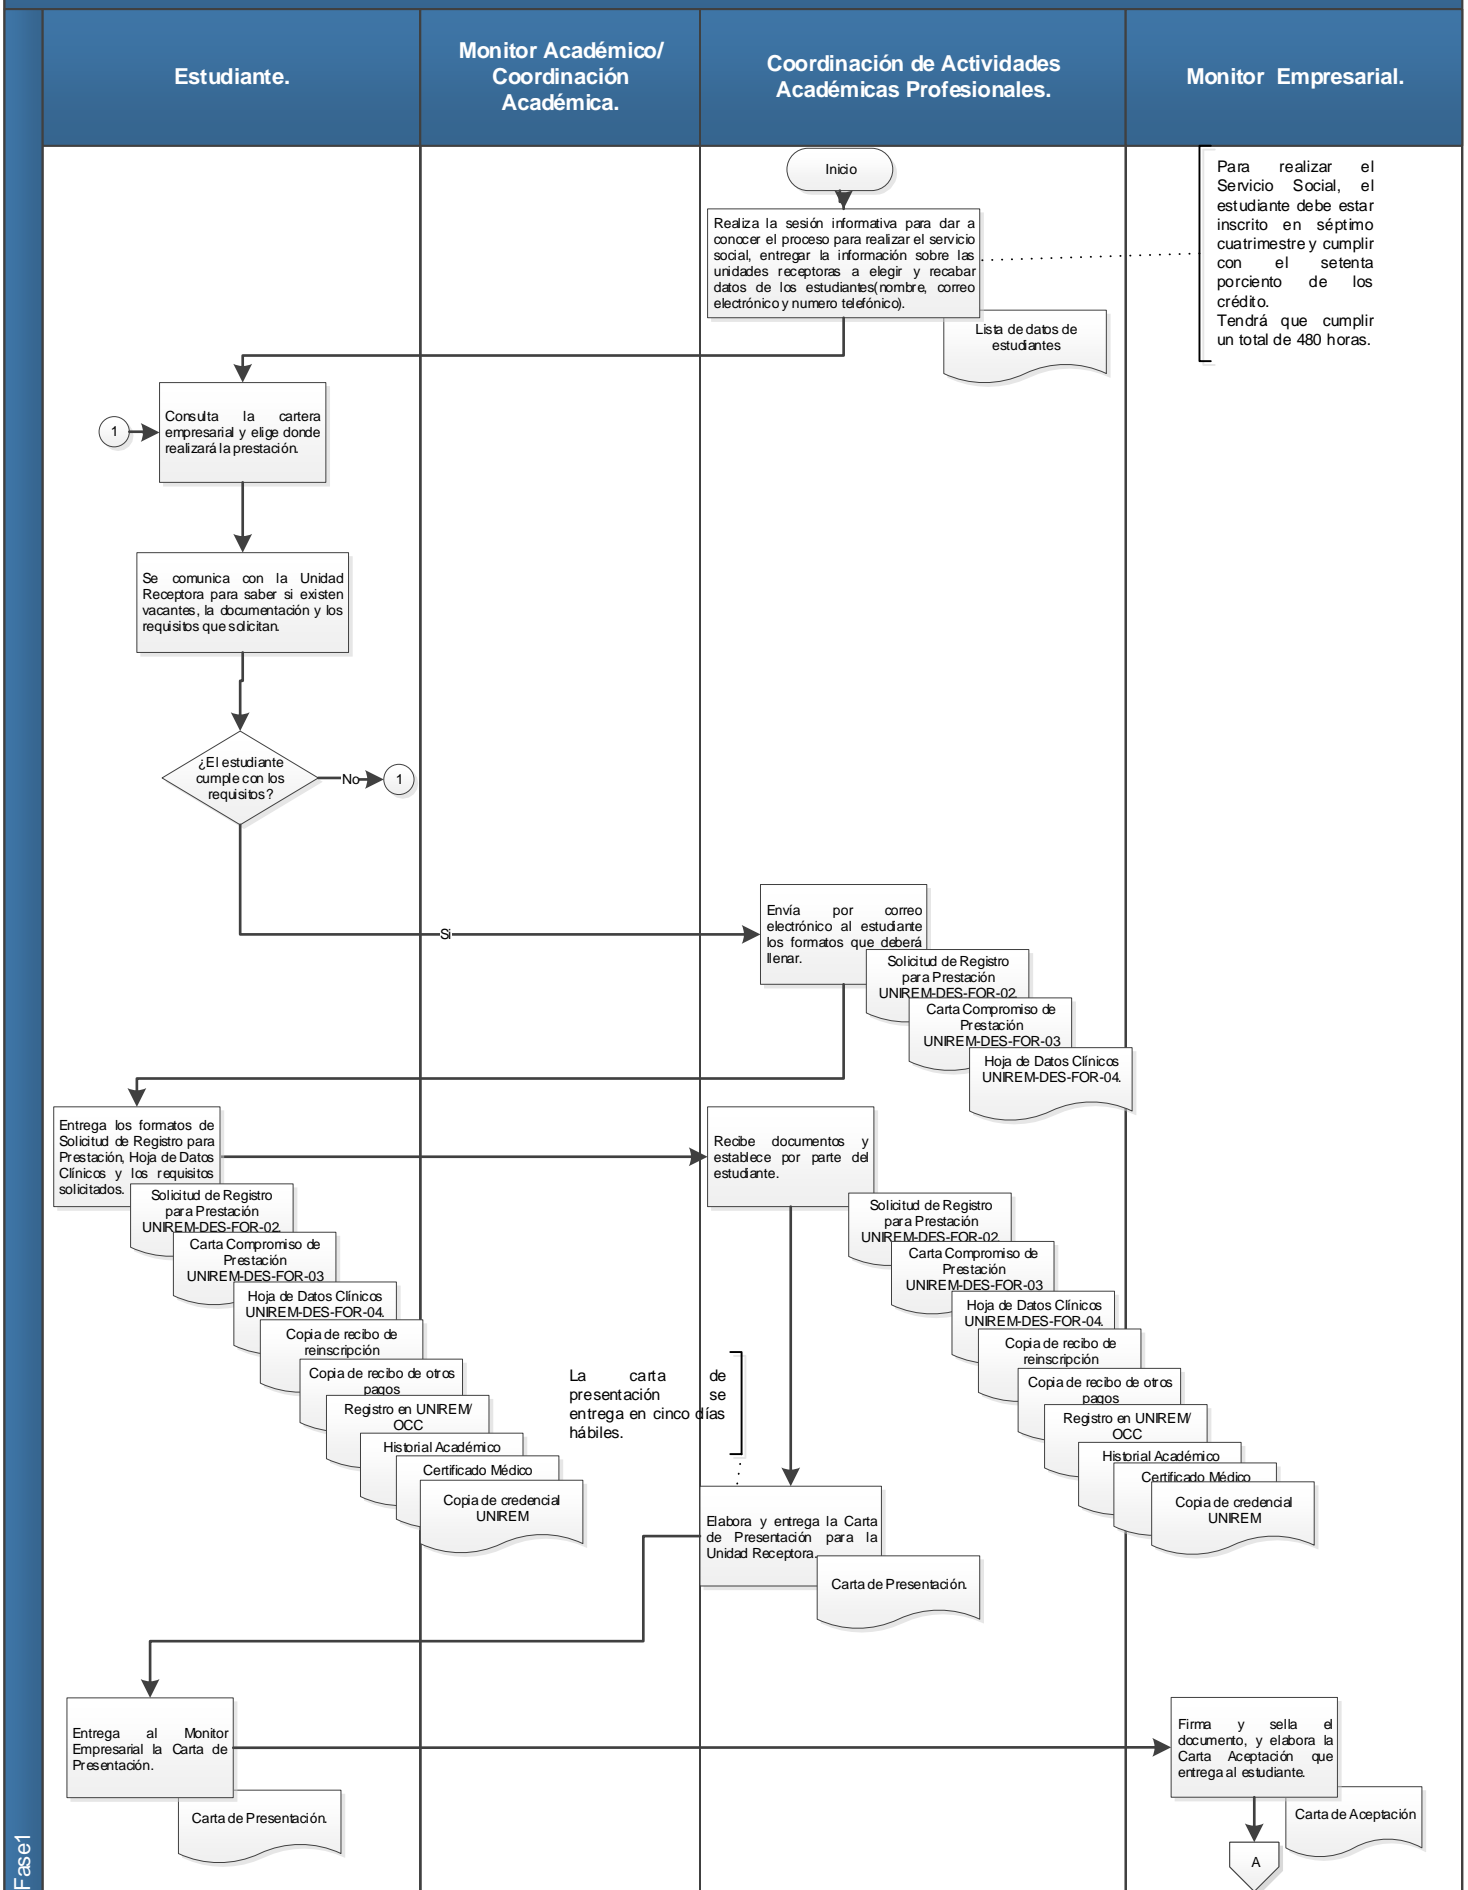 Estudiante.
Monitor Académico/
Coordinación
Académica.
Coordinación de Actividades
Académicas Profesionales.
Monitor Empresarial.
Inicio
Realiza la sesión informativa para dar a
conocer el proceso para realizar el servicio
social, entregar la información sobre las
unidades receptoras a elegir y recabar
datos de los estudiantes(nombre, correo
electrónico y numero telefónico).
Lista de datos de
estudiantes
Para realizar el
Servicio Social, el
estudiante debe estar
inscrito en séptimo
cuatrimestre y cumplir
con el setenta
porciento de los
crédito.
Tendrá que cumplir
un total de 480 horas.
1
Consulta la cartera
empresarial y elige donde
realizará la prestación.
Se comunica con la Unidad
Receptora para saber si existen
vacantes, la documentación y los
requisitos que solicitan.
¿El estudiante
cumple con los
requisitos?
No
1
Si
Envía por correo
electrónico al estudiante
los formatos que deberá
llenar.
Solicitud de Registro
para Prestación
UNIREM-DES-FOR-02.
Carta Compromiso de
Prestación
UNIREM-DES-FOR-03
Hoja de Datos Clínicos
UNIREM-DES-FOR-04.
Entrega los formatos de
Solicitud de Registro para
Prestación, Hoja de Datos
Clínicos y los requisitos
solicitados.
Solicitud de Registro
para Prestación
UNIREM-DES-FOR-02.
Carta Compromiso de
Prestación
UNIREM-DES-FOR-03
Hoja de Datos Clínicos
UNIREM-DES-FOR-04.
Copia de recibo de
reinscripción
Copia de recibo de otros
pagos
Registro en UNIREM/
OCC
Historial Académico
Certificado Médico
Copia de credencial
UNIREM
Recibe documentos y
establece por parte del
estudiante.
Solicitud de Registro
para Prestación
UNIREM-DES-FOR-02.
Carta Compromiso de
Prestación
UNIREM-DES-FOR-03
Hoja de Datos Clínicos
UNIREM-DES-FOR-04.
Copia de recibo de
reinscripción
Copia de recibo de otros
pagos
Registro en UNIREM/
OCC
Historial Académico
Certificado Médico
Copia de credencial
UNIREM
La carta de
presentación se
entrega en cinco días
hábiles.
Elabora y entrega la Carta
de Presentación para la
Unidad Receptora.
Carta de Presentación.
Entrega al Monitor
Empresarial la Carta de
Presentación.
Carta de Presentación.
Firma y sella el
documento, y elabora la
Carta Aceptación que
entrega al estudiante.
Carta de Aceptación
A
Fase1